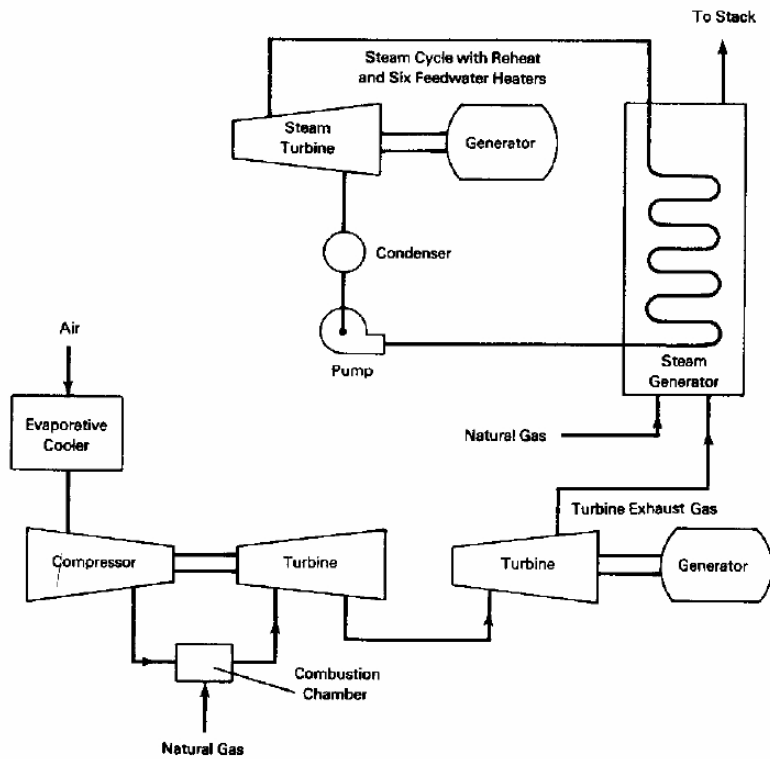 To Stack
Steam Cycle with Reheat
and Six Feedwater Heaters
Steam
Turbine
Generator
Condenser
Air
Pump
Steam
Generator
Evaporative
Cooler
Natural Gas
Turbine Exhaust Gas
Compressor
Turbine
Turbine
Generator
Combustion
Chamber
Natural Gas